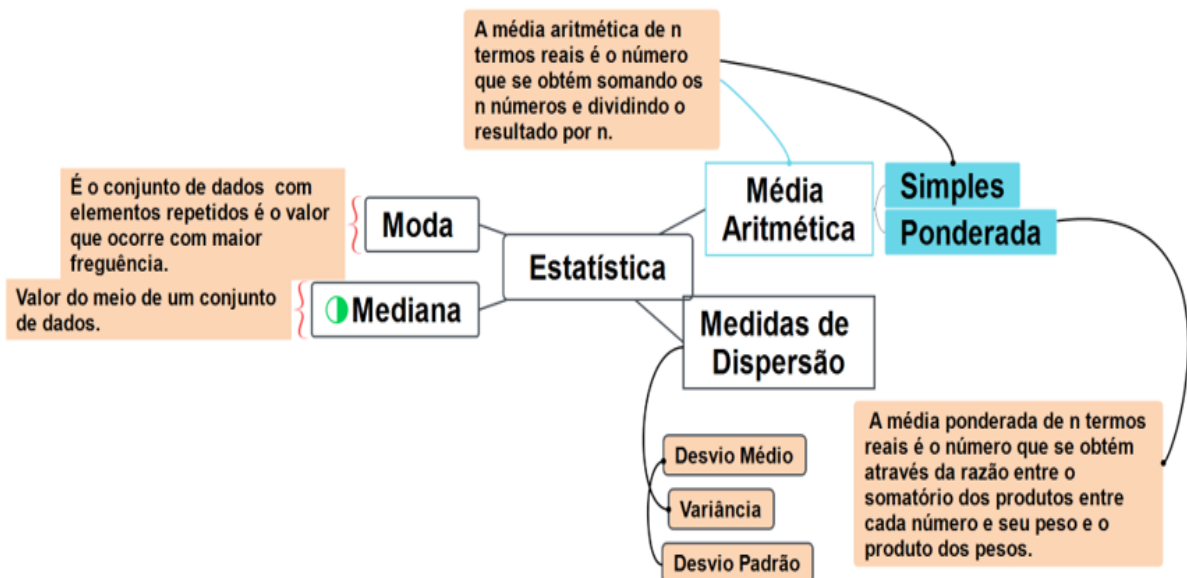 A média aritmética de n
termos reais é o número
que se obtém somando os
n números e dividindo o
resultado por n.
É o conjunto de dados com
elementos repetidos é o valor
que ocorre com maior
freguência.
Moda
Média
Aritmética
Simples
Ponderada
Estatística
Valor do meio de um conjunto
de dados.
Mediana
Medidas de
Dispersão
Desvio Médio
Variância
Desvio Padrão
A média ponderada de n termos
reais é o número que se obtém
através da razão entre o
somatório dos produtos entre
cada número e seu peso e o
produto dos pesos.